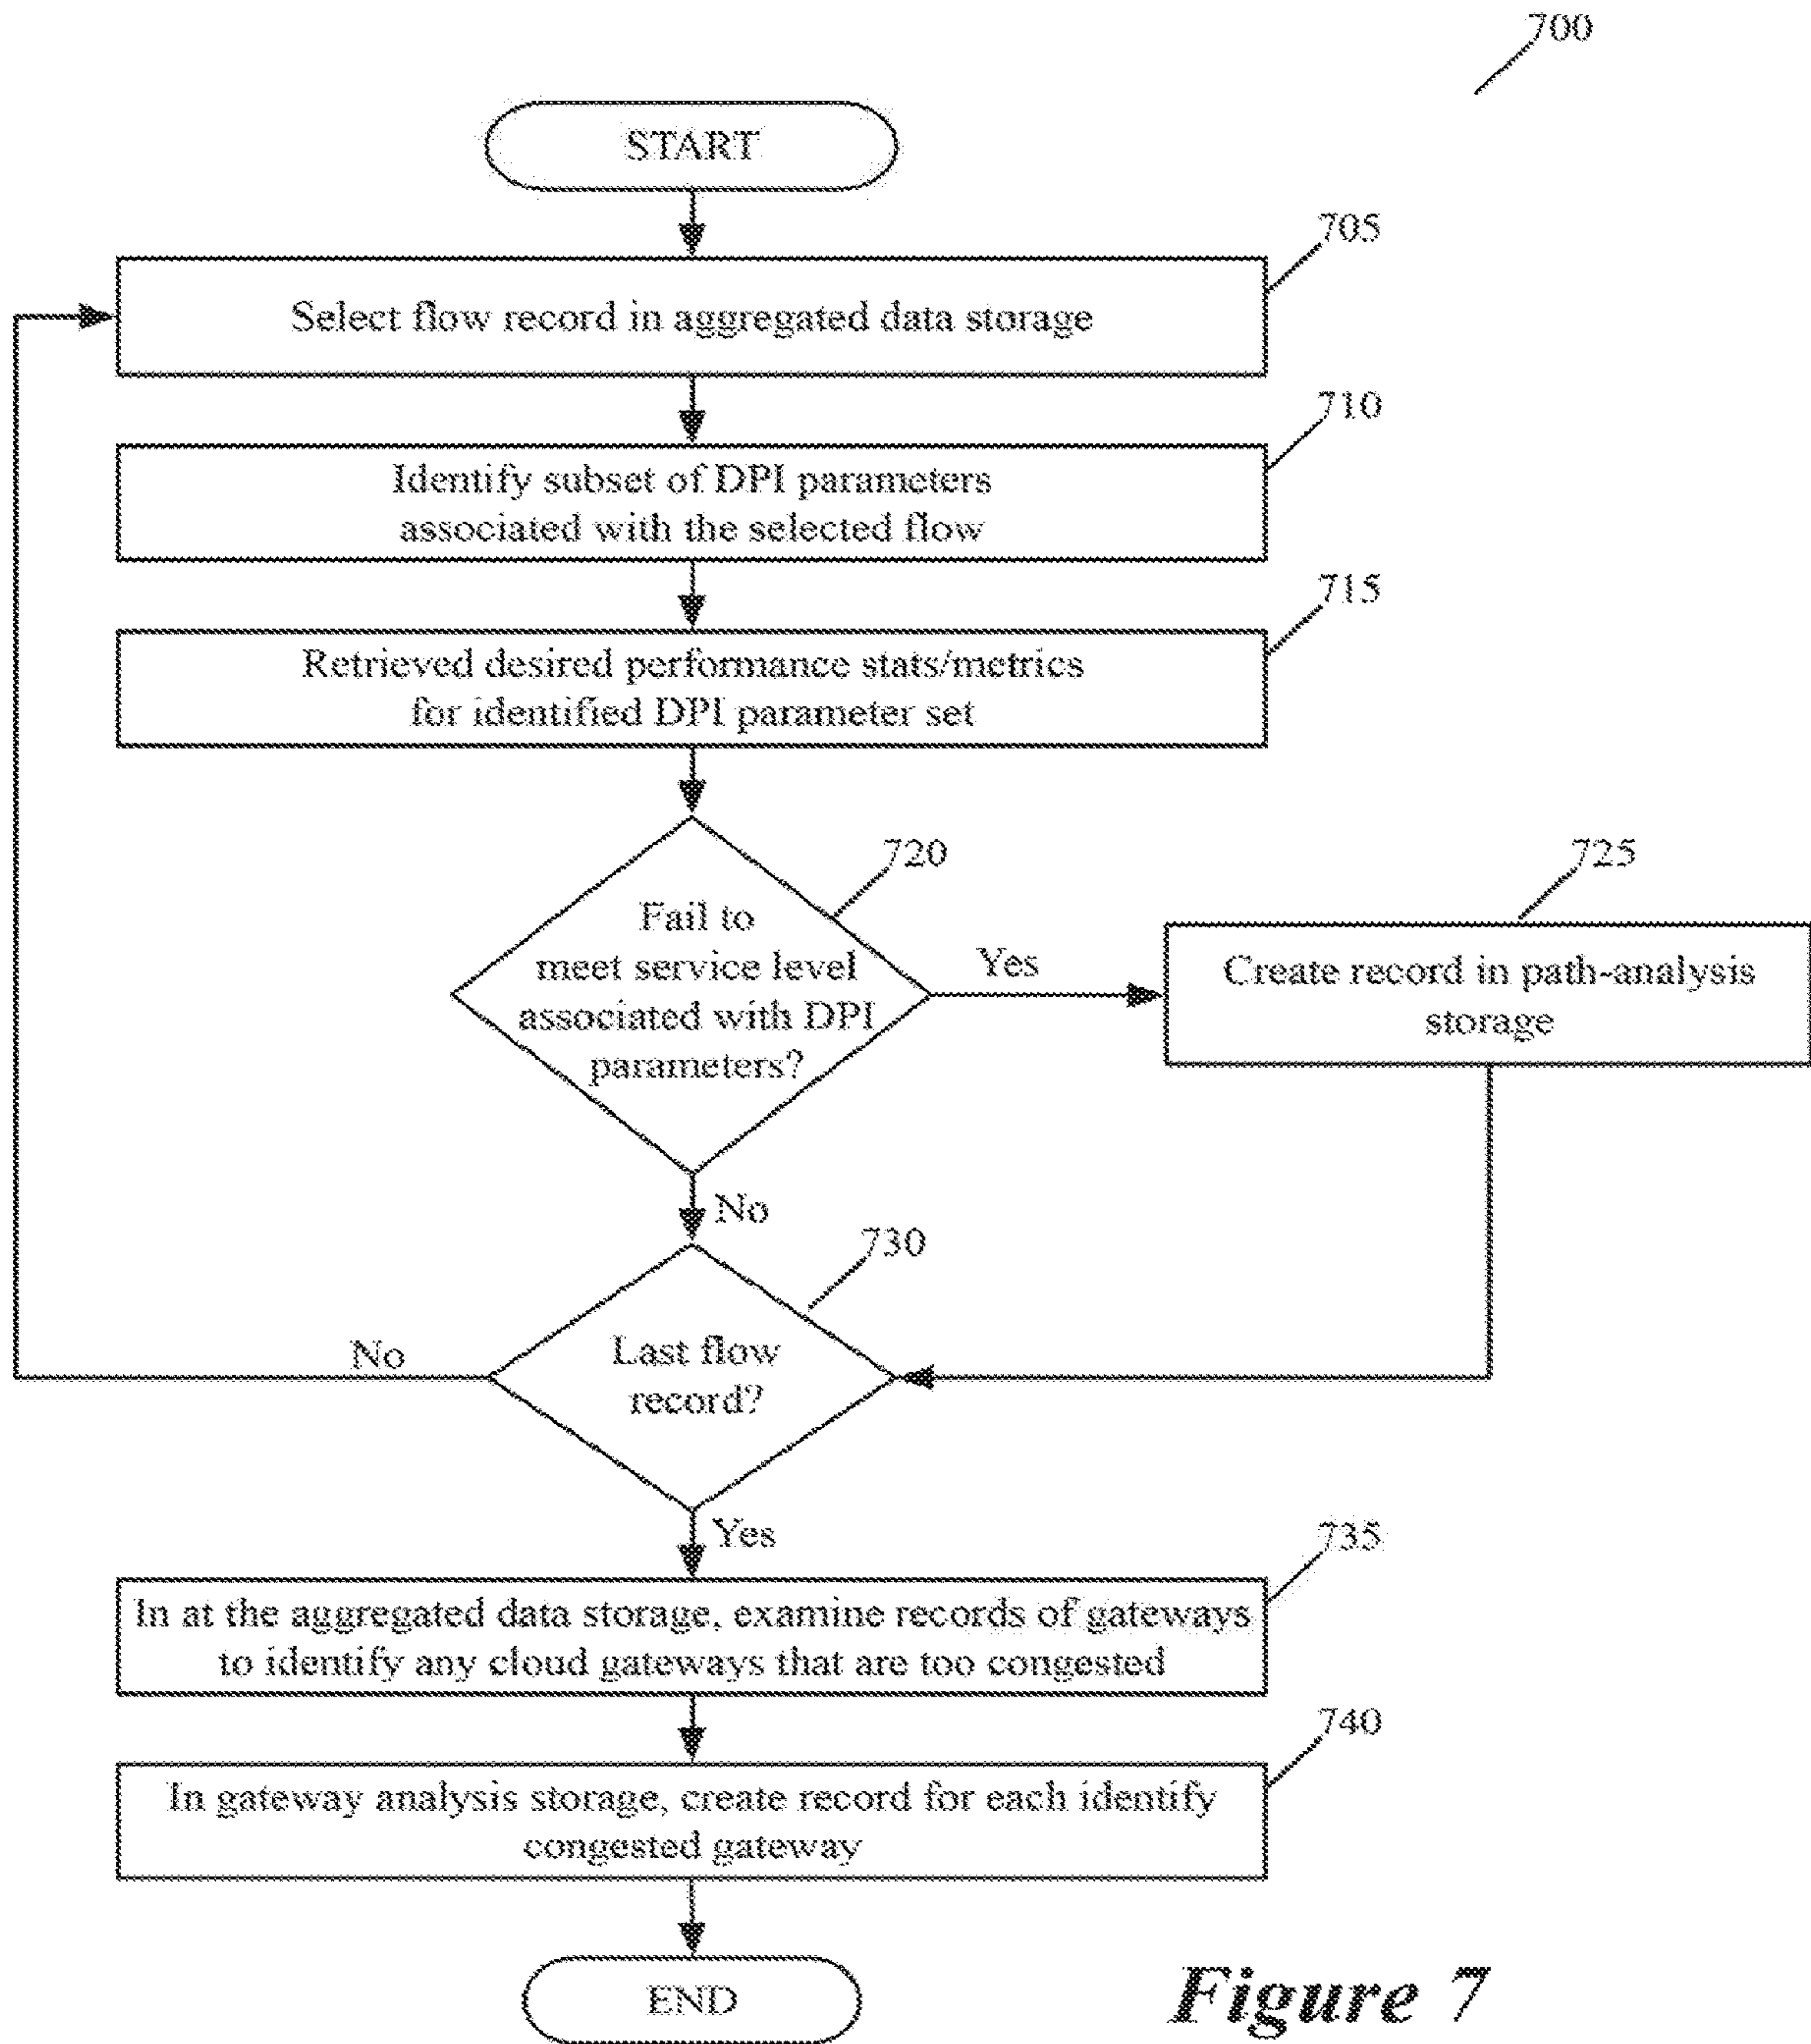 700
START
705
Select flow record in aggregated data storage
710
Identify subset of DPI parameters
associated with the selected flow
715
Retrieved desired performance stats/metrics
for identified DPI parameter set
720
Fail to
meet service level
associated with DPI
parameters?
Yes
725
Create record in path-analysis
storage
No
730
Last flow
record?
No
Yes
735
In at the aggregated data storage, examine records of gateways
to identify any cloud gateways that are too congested
740
In gateway analysis storage, create record for each identify
congested gateway
END
Figure 7